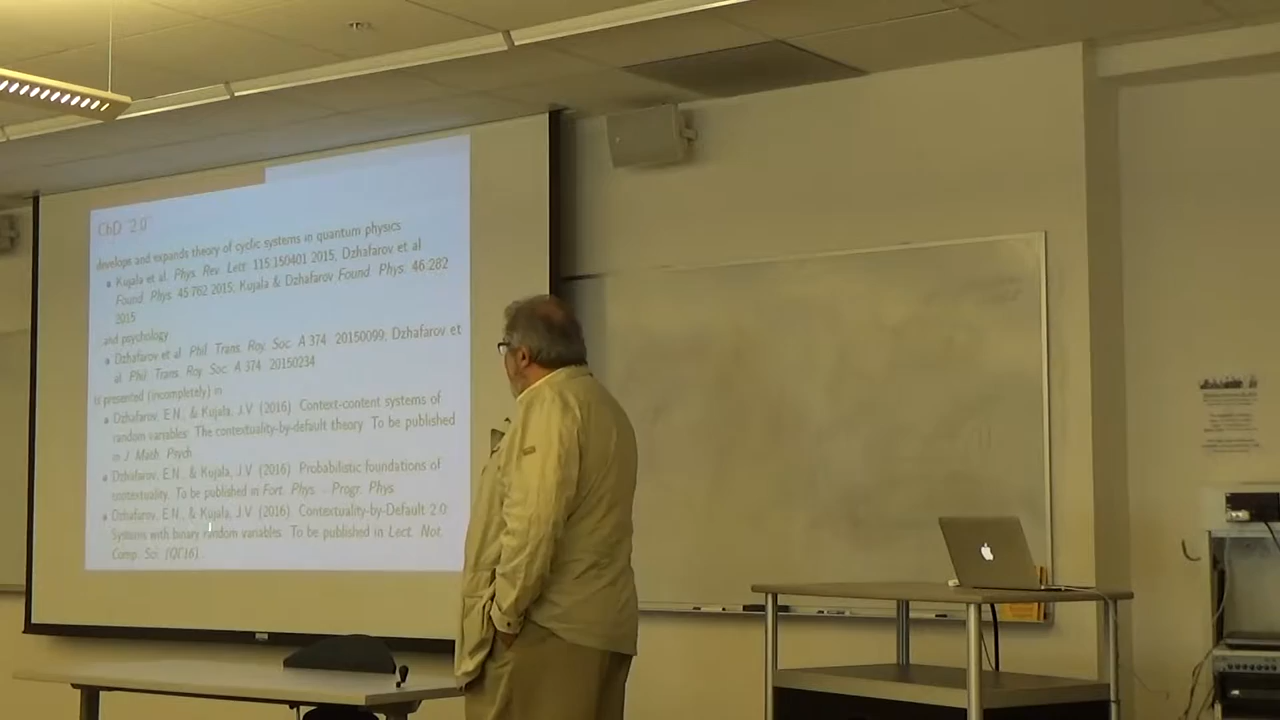 CbD "2.0"
develops and expands theory of cyclic systems in quantum physics
Kujala et al. Phys. Rev. Lett. 115:150401 2015; Dzhafarov et al
Found. Phys. 45:762 2015; Kujala & Dzhafarov Found. Phys. 46:282
2015
and psychology
Dzhafarov et al. Phil. Trans. Roy. Soc. A 374: 20150099; Dzhafarov et
al. Phil. Trans. Roy. Soc. A 374: 20150234
is presented (incompletely) in
Dzhafarov, E.N., & Kujala, J.V. (2016). Context-content systems of
random variables: The contextuality-by-default theory. To be published
in J. Math. Psych.
Dzhafarov, E.N., & Kujala, J.V. (2016). Probabilistic foundations of
contextuality. To be published in Fort. Phys. - Progr. Phys.
Dzhafarov, E.N., & Kujala, J.V. (2016). Contextuality-by-Default 2.0:
Systems with binary random variables. To be published in Lect. Not.
Comp. Sci. (QI16).